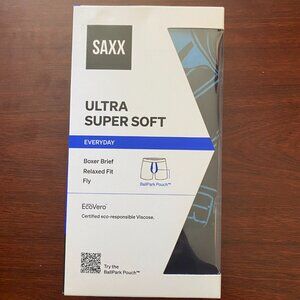 SAXX
ULTRA
SUPER SOFT
EVERYDAY
Boxer Brief
Relaxed Fit
Fly
BallPark Pouch™
EcoVero™
Certified eco-responsible Viscose.
Try the
BallPark Pouch™